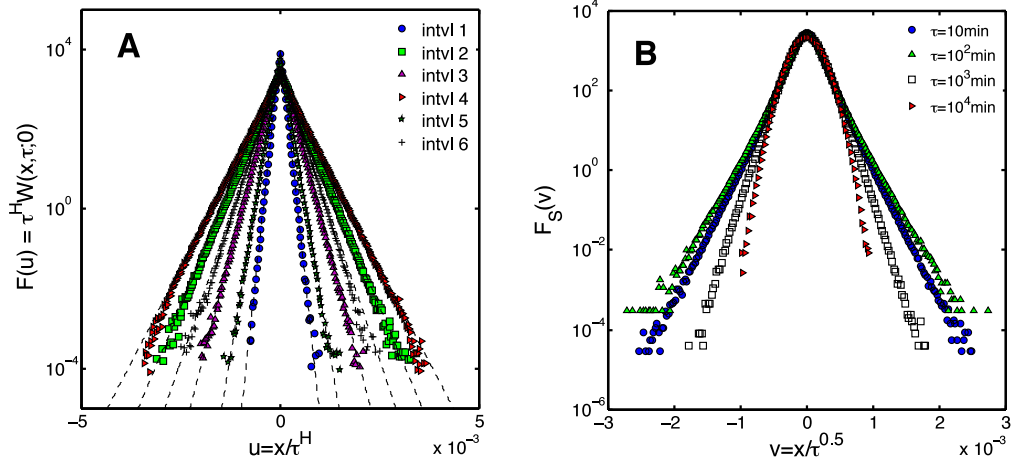 A
10^4
10^0
10^-4
F(u) = τ^H W(x,τ;0)
intvl 1
intvl 2
intvl 3
intvl 4
intvl 5
intvl 6
−5
0
5
x 10^-3
u=x/τ^H
B
10^4
10^2
10^0
10^-2
10^-4
10^-6
F_S(v)
τ=10min
τ=10^2min
τ=10^3min
τ=10^4min
−3
−2
−1
0
1
2
3
x 10^-3
v=x/τ^0.5